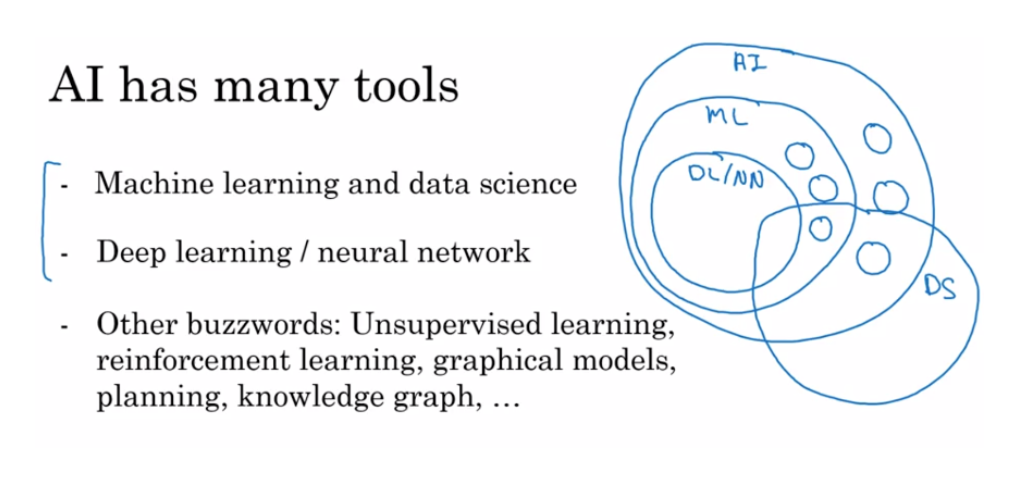 AI has many tools
- Machine learning and data science
- Deep learning / neural network
- Other buzzwords: Unsupervised learning,
reinforcement learning, graphical models,
planning, knowledge graph, ...
AI
ML
DL/NN
DS